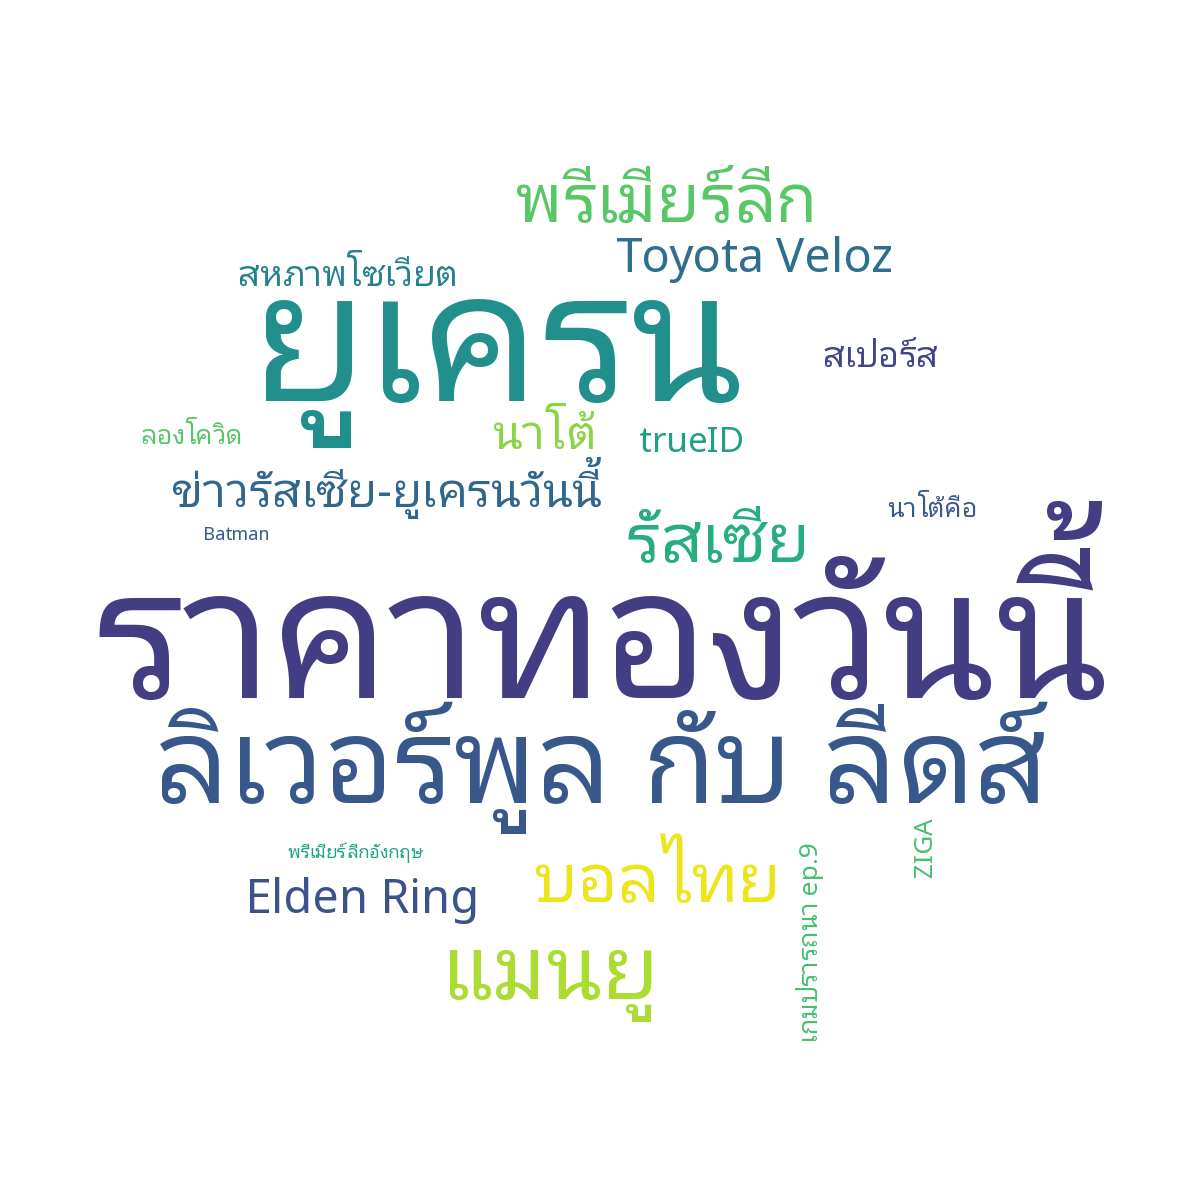 พรีเมียร์ลีก
Toyota Veloz
สหภาพโซเวียต
ยูเครน
สเปอร์ส
ลองโควิด
นาโต้
trueID
ข่าวรัสเซีย-ยูเครนวันนี้
นาโต้คือ
Batman
รัสเซีย
ราคาทองวันนี้
ลิเวอร์พูล กับ ลีดส์
พรีเมียร์ลีกอังกฤษ
บอลไทย
เกมปรารถนา ep.9
ZIGA
Elden Ring
แมนยู